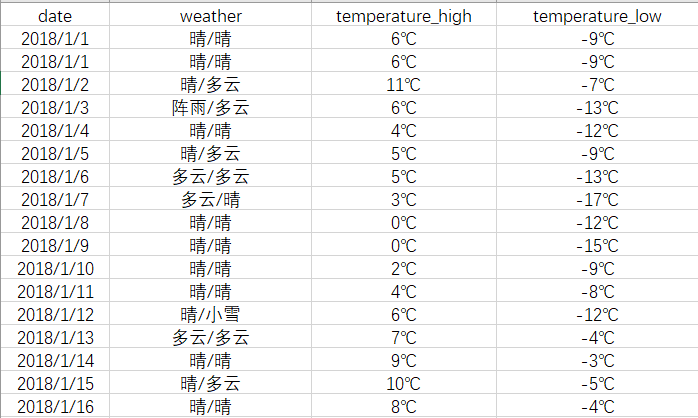 date weather temperature_high temperature_low
2018/1/1 晴/晴 6℃ -9℃
2018/1/1 晴/晴 6℃ -9℃
2018/1/2 晴/多云 11℃ -7℃
2018/1/3 阵雨/多云 6℃ -13℃
2018/1/4 晴/晴 4℃ -12℃
2018/1/5 晴/多云 5℃ -9℃
2018/1/6 多云/多云 5℃ -13℃
2018/1/7 多云/晴 3℃ -17℃
2018/1/8 晴/晴 0℃ -12℃
2018/1/9 晴/晴 0℃ -15℃
2018/1/10 晴/晴 2℃ -9℃
2018/1/11 晴/晴 4℃ -8℃
2018/1/12 晴/小雪 6℃ -12℃
2018/1/13 多云/多云 7℃ -4℃
2018/1/14 晴/晴 9℃ -3℃
2018/1/15 晴/多云 10℃ -5℃
2018/1/16 晴/晴 8℃ -4℃